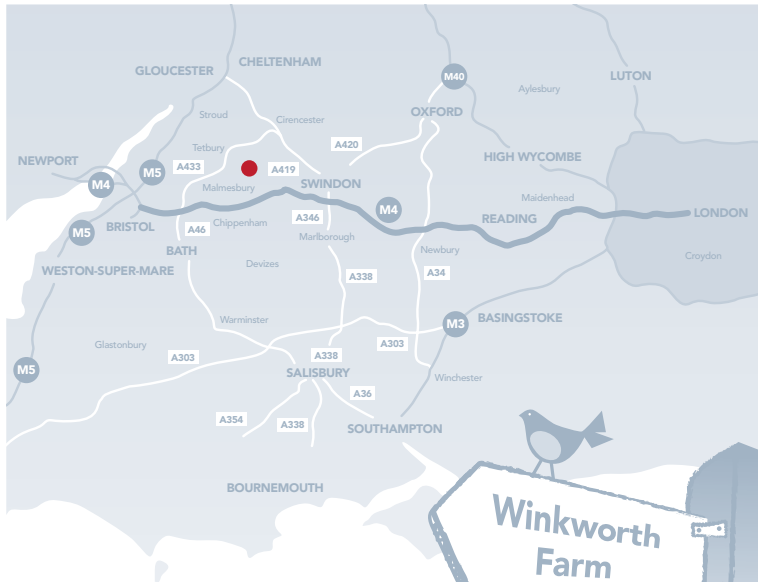 CHELTENHAM
GLOUCESTER
M40
LUTON
Aylesbury
Stroud
OXFORD
Cirencester
A420
Tetbury
HIGH WYCOMBE
NEWPORT
M5
A433
A419
M4
Malmesbury
SWINDON
Maidenhead
M4
A346
READING
LONDON
BRISTOL
A46
Chippenham
M5
Marlborough
BATH
Newbury
Croydon
Devizes
WESTON-SUPER-MARE
A338
A34
Warminster
M3
BASINGSTOKE
Glastonbury
A303
A338
A303
M5
SALISBURY
Winchester
A36
A354
A338
SOUTHAMPTON
BOURNEMOUTH
Winkworth
Farm